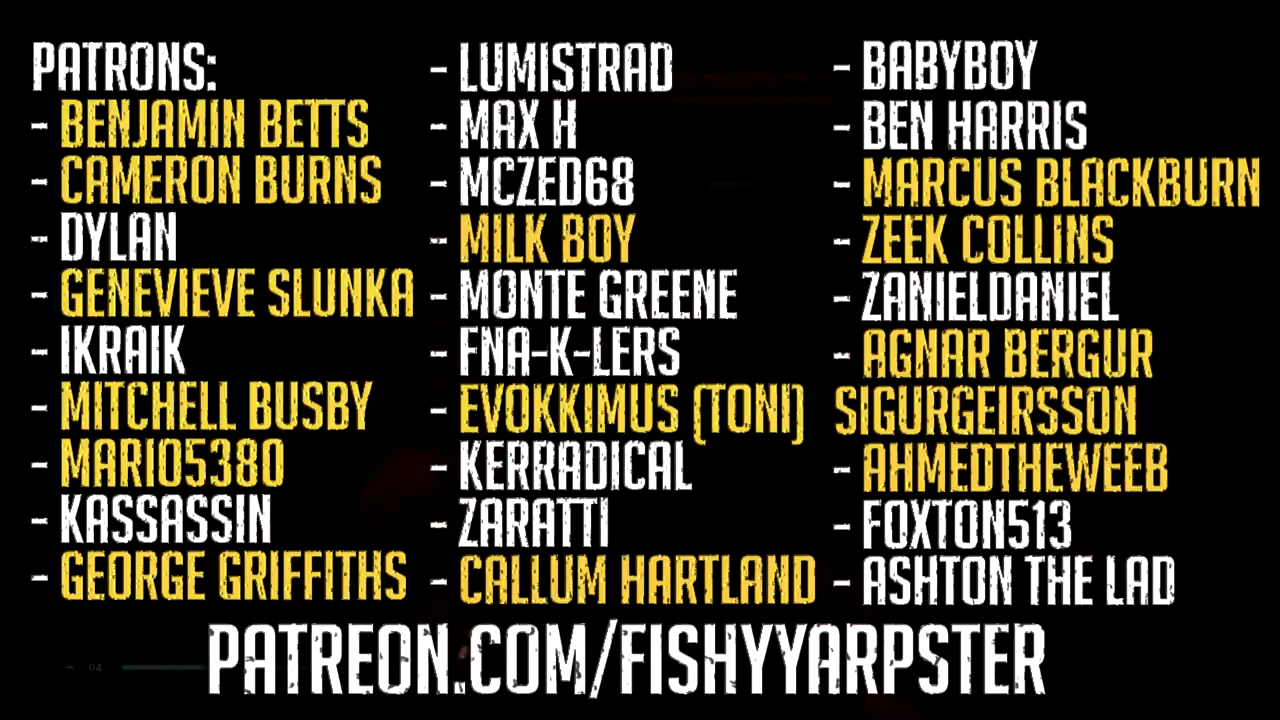 PATRONS:
- BENJAMIN BETTS
- CAMERON BURNS
- DYLAN
- GENEVIEVE SLUNKA
- IKRAIK
- MITCHELL BUSBY
- MARIO5380
- KASSASSIN
- GEORGE GRIFFITHS
- LUMISTRAD
- MAX H
- MCZED68
- MILK BOY
- MONTE GREENE
- FNA-K-LERS
- EVOKKIMUS (TONI)
- KERRADICAL
- ZARATTI
- CALLUM HARTLAND
- BABYBOY
- BEN HARRIS
- MARCUS BLACKBURN
- ZEEK COLLINS
- ZANIELDANIEL
- AGNAR BERGUR
SIGURGEIRSSON
- AHMEDTHEWEEB
- FOXTON513
- ASHTON THE LAD
PATREON.COM/FISHYYARPSTER
04